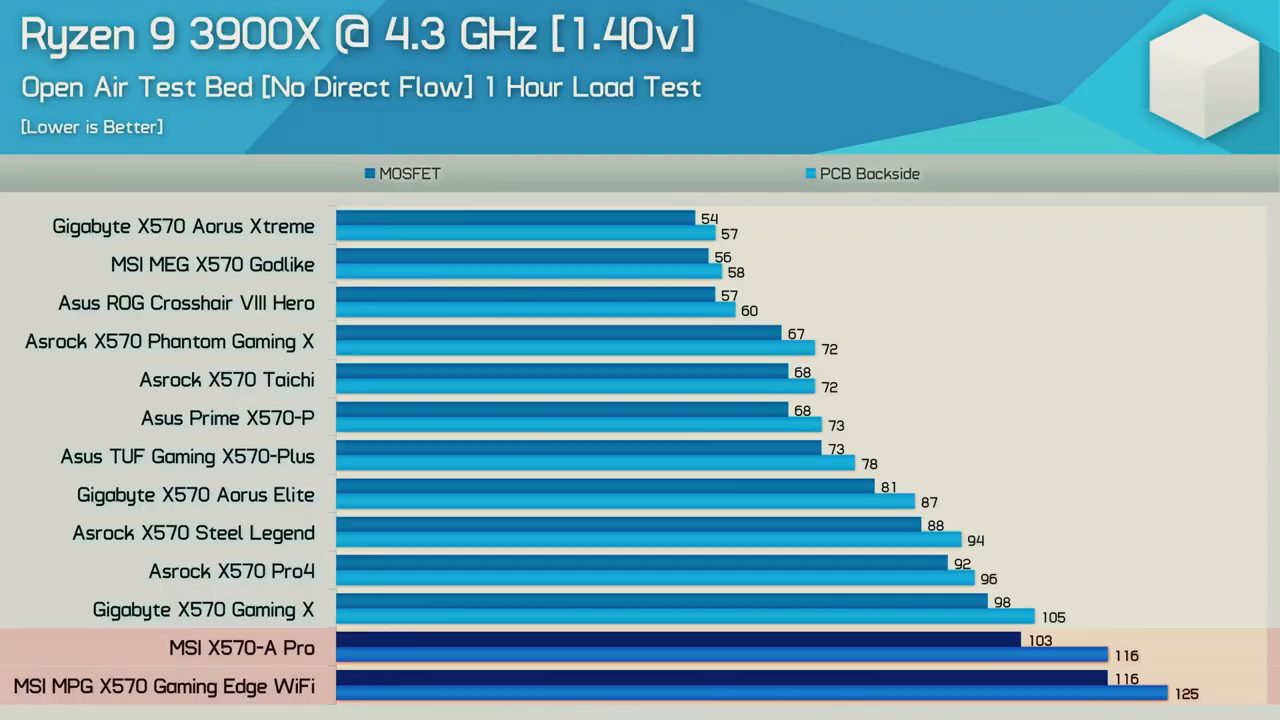 Ryzen 9 3900X @ 4.3 GHz [1.40v]
Open Air Test Bed [No Direct Flow] 1 Hour Load Test
[Lower is Better]
MOSFET PCB Backside
Gigabyte X570 Aorus Xtreme 54 57
MSI MEG X570 Godlike 56 58
Asus ROG Crosshair VIII Hero 57 60
Asrock X570 Phantom Gaming X 67 72
Asrock X570 Taichi 68 72
Asus Prime X570-P 68 73
Asus TUF Gaming X570-Plus 73 78
Gigabyte X570 Aorus Elite 81 87
Asrock X570 Steel Legend 88 94
Asrock X570 Pro4 92 96
Gigabyte X570 Gaming X 98 105
MSI X570-A Pro 103 116
MSI MPG X570 Gaming Edge WiFi 116 125